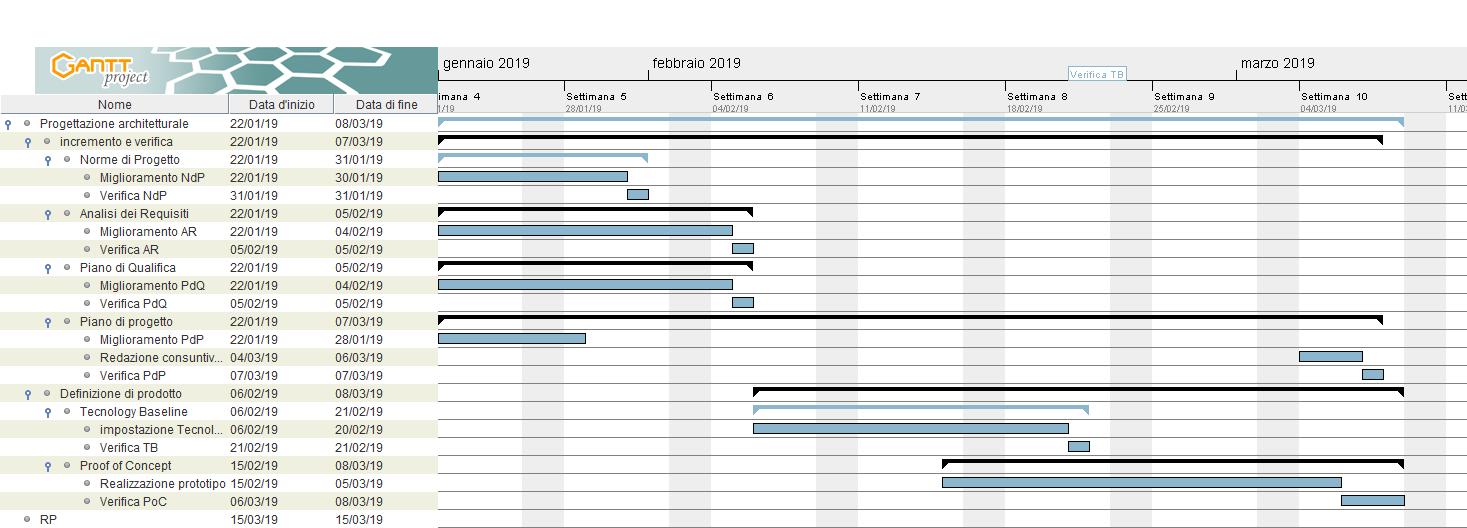 GANTT
project
gennaio 2019 febbraio 2019 marzo 2019
Verifica TB
Nome Data d'inizio Data di fine
imana 4 Settimana 5 Settimana 6 Settimana 7 Settimana 8 Settimana 9 Settimana 10 Sett
1/19 28/01/19 04/02/19 11/02/19 18/02/19 25/02/19 04/03/19 11/03
Progettazione architetturale 22/01/19 08/03/19
incremento e verifica 22/01/19 07/03/19
Norme di Progetto 22/01/19 31/01/19
Miglioramento NdP 22/01/19 30/01/19
Verifica NdP 31/01/19 31/01/19
Analisi dei Requisiti 22/01/19 05/02/19
Miglioramento AR 22/01/19 04/02/19
Verifica AR 05/02/19 05/02/19
Piano di Qualifica 22/01/19 05/02/19
Miglioramento PdQ 22/01/19 04/02/19
Verifica PdQ 05/02/19 05/02/19
Piano di progetto 22/01/19 07/03/19
Miglioramento PdP 22/01/19 28/01/19
Redazione consuntiv... 04/03/19 06/03/19
Verifica PdP 07/03/19 07/03/19
Definizione di prodotto 06/02/19 08/03/19
Tecnology Baseline 06/02/19 21/02/19
impostazione Tecnol... 06/02/19 20/02/19
Verifica TB 21/02/19 21/02/19
Proof of Concept 15/02/19 08/03/19
Realizzazione prototipo 15/02/19 05/03/19
Verifica PoC 06/03/19 08/03/19
RP 15/03/19 15/03/19